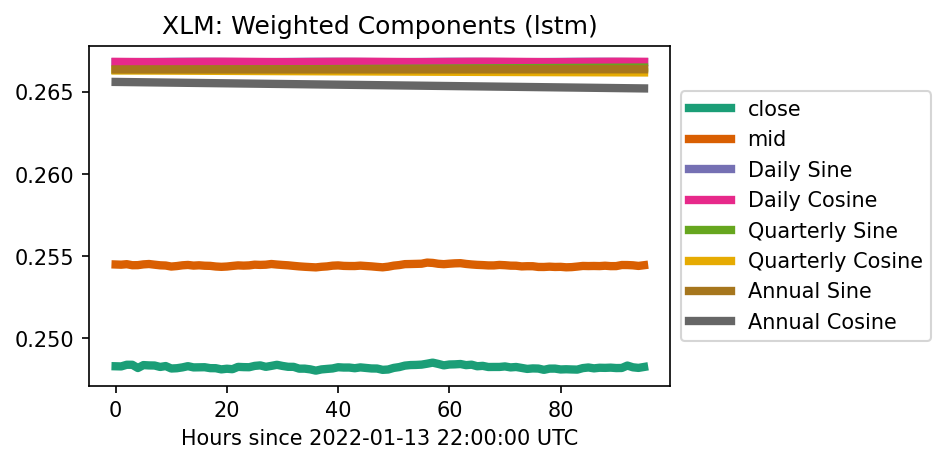 XLM: Weighted Components (lstm)
0.265
0.260
0.255
0.250
0
20
40
60
80
Hours since 2022-01-13 22:00:00 UTC
close
mid
Daily Sine
Daily Cosine
Quarterly Sine
Quarterly Cosine
Annual Sine
Annual Cosine